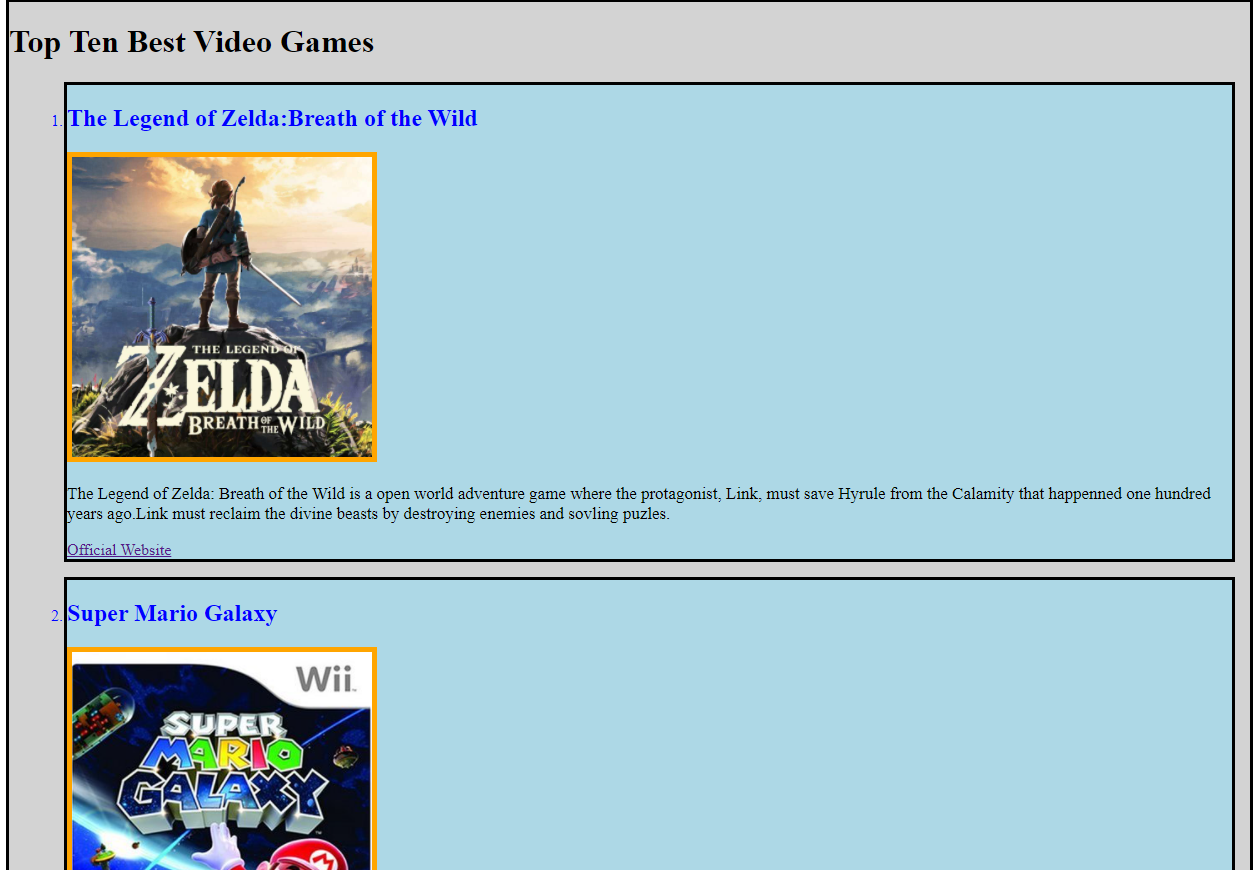 Top Ten Best Video Games
1. The Legend of Zelda:Breath of the Wild
THE LEGEND OF
ZELDA
BREATH OF THE WILD
The Legend of Zelda: Breath of the Wild is a open world adventure game where the protagonist, Link, must save Hyrule from the Calamity that happenned one hundred
years ago.Link must reclaim the divine beasts by destroying enemies and sovling puzles.
Official Website
2. Super Mario Galaxy
Wii™
SUPER
MARIO
GALAXY™
M